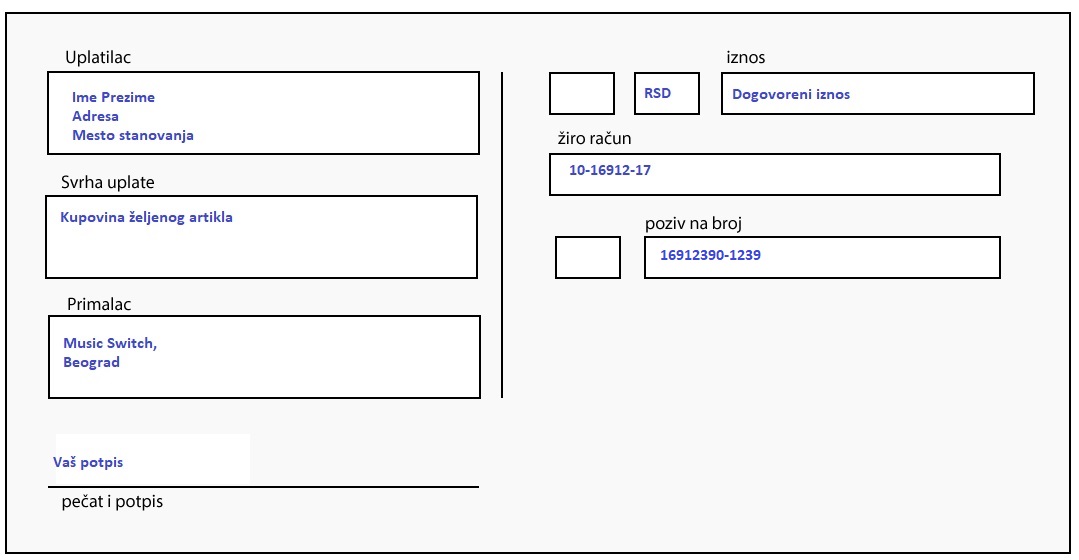 Uplatilac
Ime Prezime
Adresa
Mesto stanovanja
Svrha uplate
Kupovina željenog artikla
Primalac
Music Switch,
Beograd
Vaš potpis
pečat i potpis
iznos
RSD
Dogovoreni iznos
žiro račun
10-16912-17
poziv na broj
16912390-1239